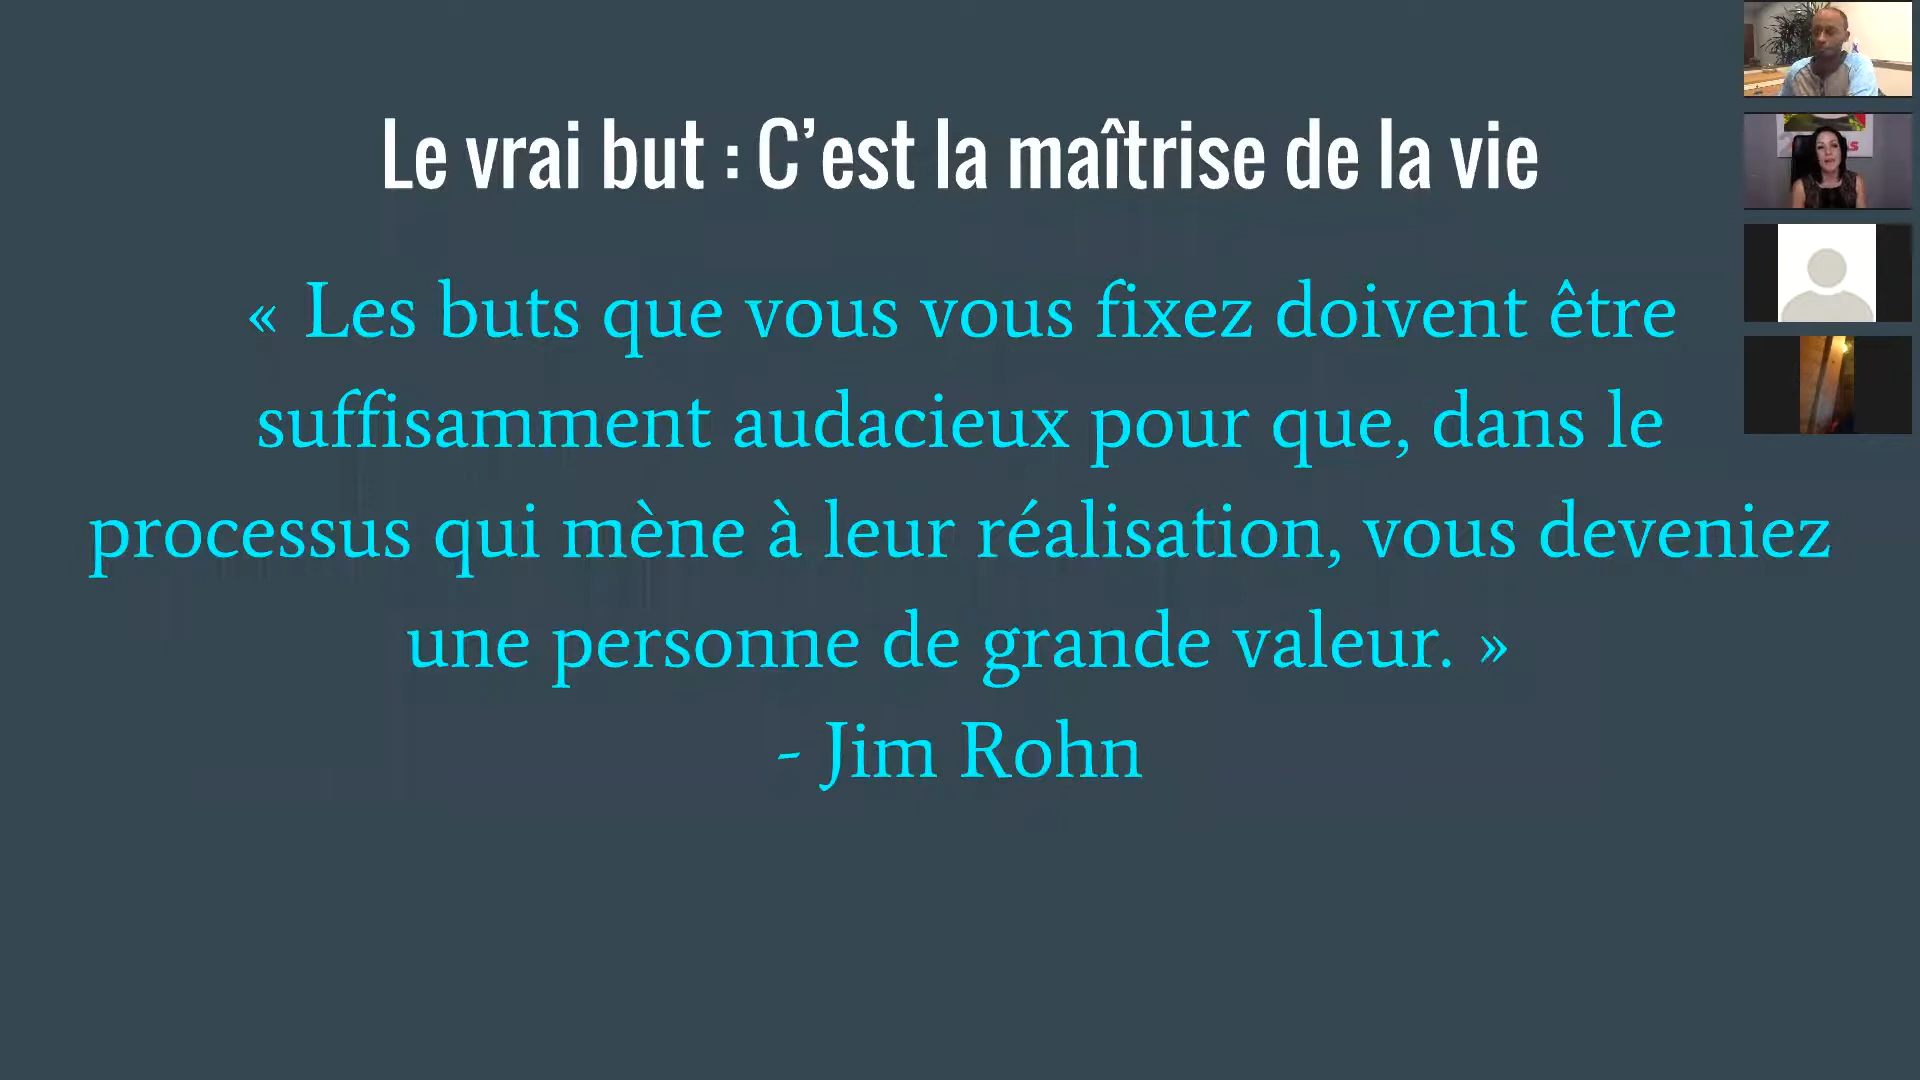 Le vrai but : C’est la maîtrise de la vie
« Les buts que vous vous fixez doivent être
suffisamment audacieux pour que, dans le
processus qui mène à leur réalisation, vous deveniez
une personne de grande valeur. »
- Jim Rohn